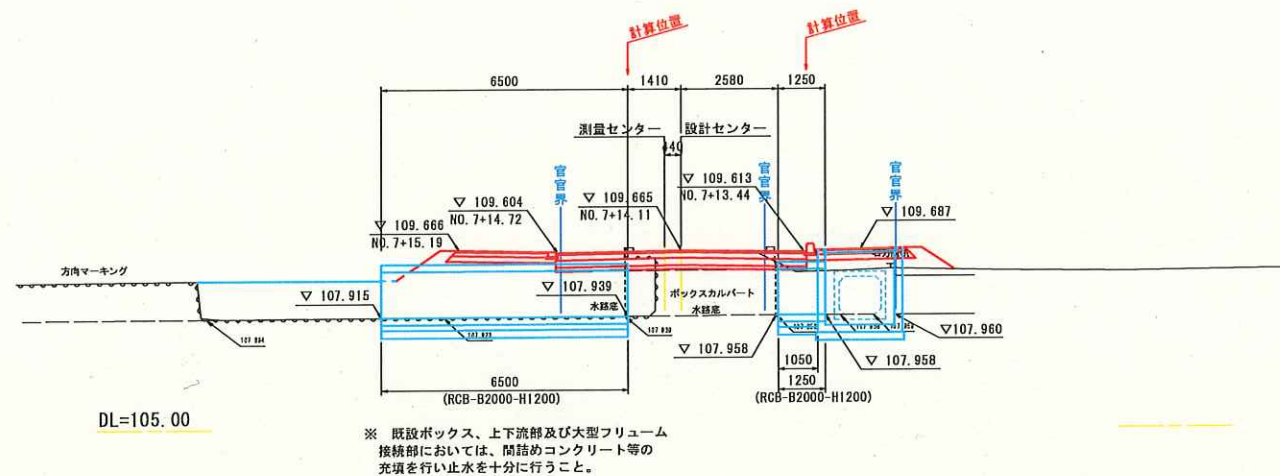 計算位置
計算位置
6500
1410
2580
1250
測量センター
設計センター
440
官官界
官官界
官官界
▽ 109.666
NO.7+15.19
▽ 109.604
NO.7+14.72
▽ 109.665
NO.7+14.11
▽ 109.613
NO.7+13.44
▽ 109.687
方向マーキング
▽ 107.915
▽ 107.939
水路底
ボックスカルバート
水路底
▽ 107.958
▽ 107.958
▽107.960
6500
(RCB-B2000-H1200)
1050
1250
(RCB-B2000-H1200)
DL=105.00
※ 既設ボックス、上下流部及び大型フリューム
接続部においては、間詰めコンクリート等の
充填を行い止水を十分に行うこと。